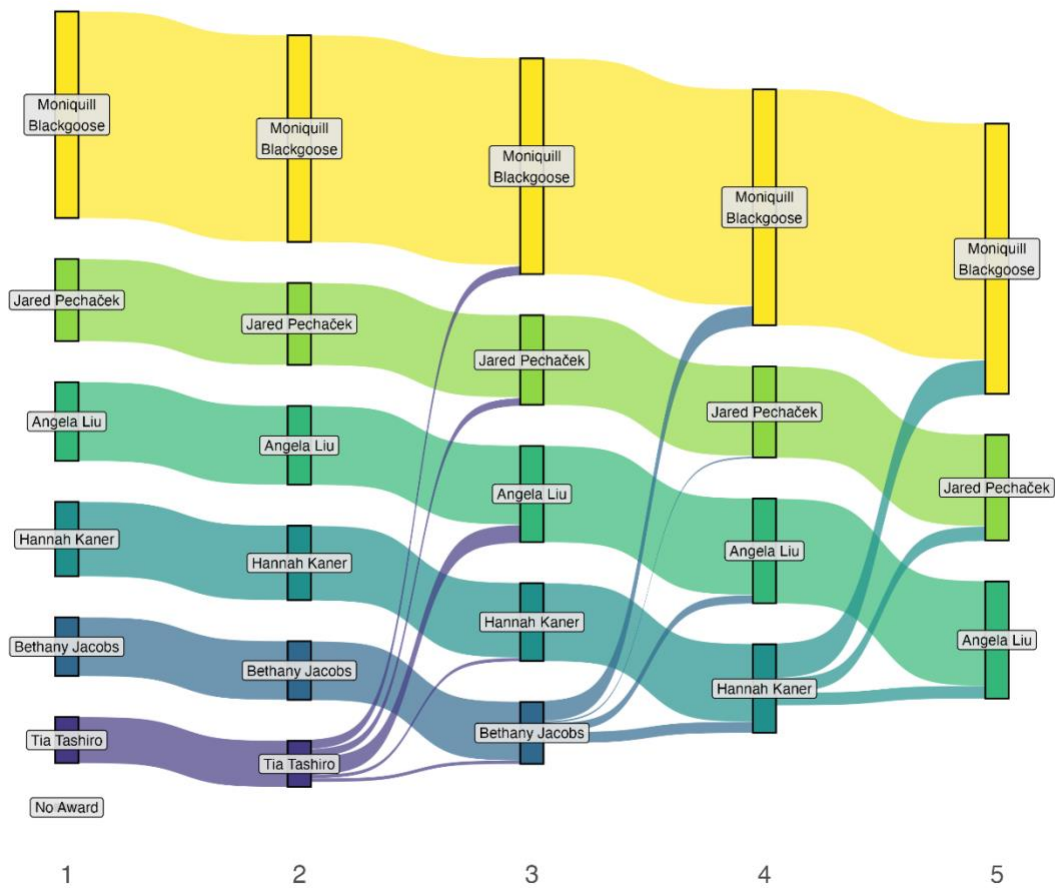 Moniquill
Blackgoose
Jared Pechaček
Angela Liu
Hannah Kaner
Bethany Jacobs
Tia Tashiro
No Award
Moniquill
Blackgoose
Jared Pechaček
Angela Liu
Hannah Kaner
Bethany Jacobs
Tia Tashiro
Moniquill
Blackgoose
Jared Pechaček
Angela Liu
Hannah Kaner
Bethany Jacobs
Moniquill
Blackgoose
Jared Pechaček
Angela Liu
Hannah Kaner
Moniquill
Blackgoose
Jared Pechaček
Angela Liu
1 2 3 4 5